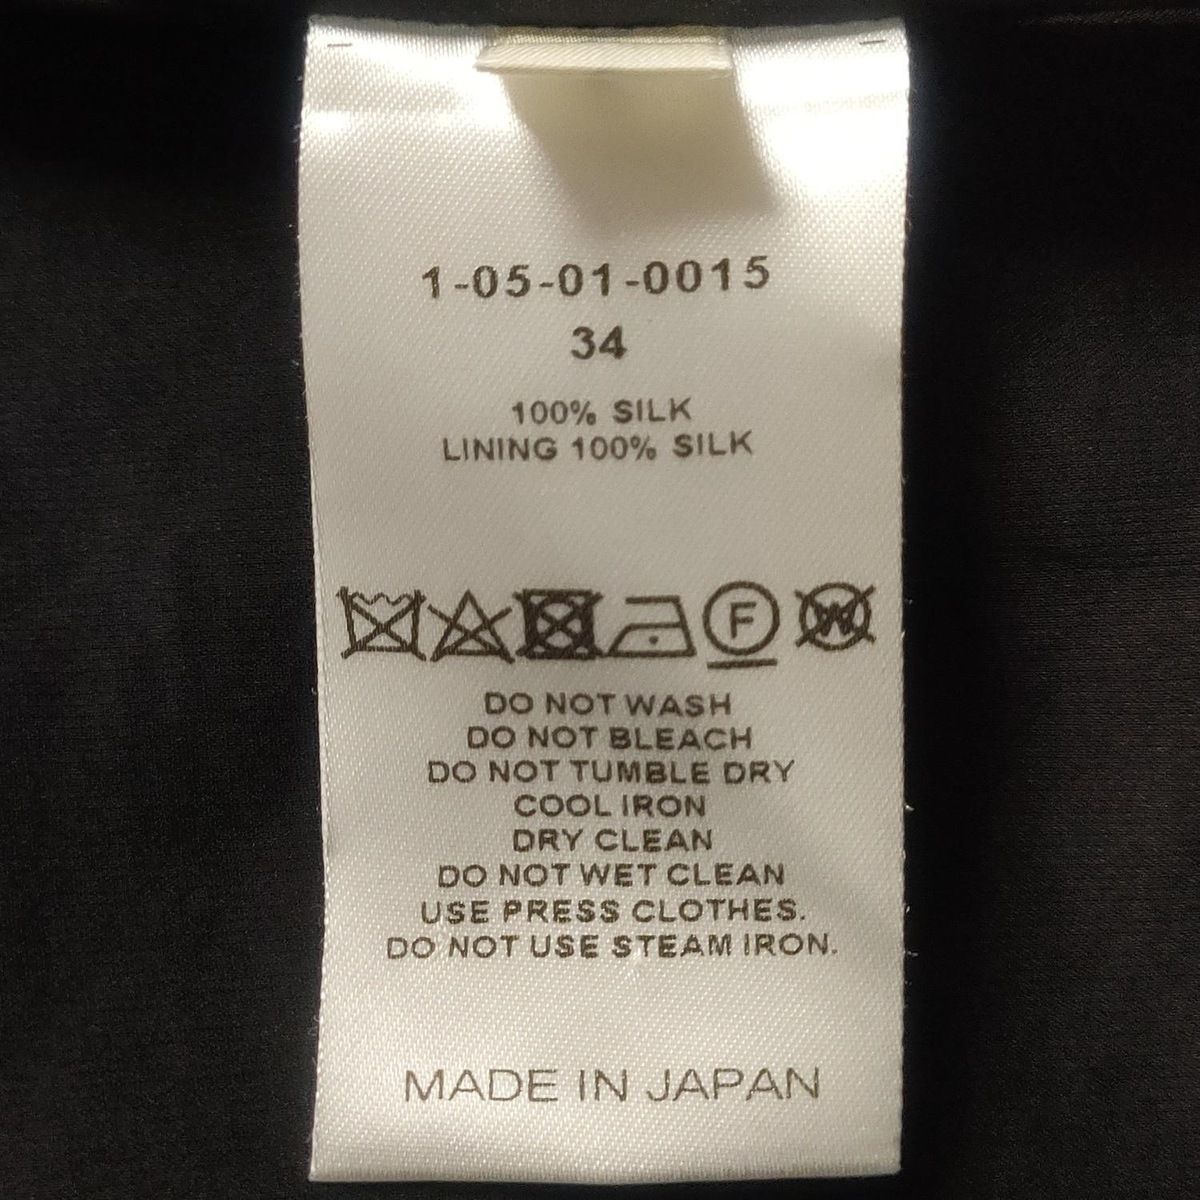 1-05-01-0015
34
100% SILK
LINING 100% SILK
F W
DO NOT WASH
DO NOT BLEACH
DO NOT TUMBLE DRY
COOL IRON
DRY CLEAN
DO NOT WET CLEAN
USE PRESS CLOTHES.
DO NOT USE STEAM IRON.
MADE IN JAPAN